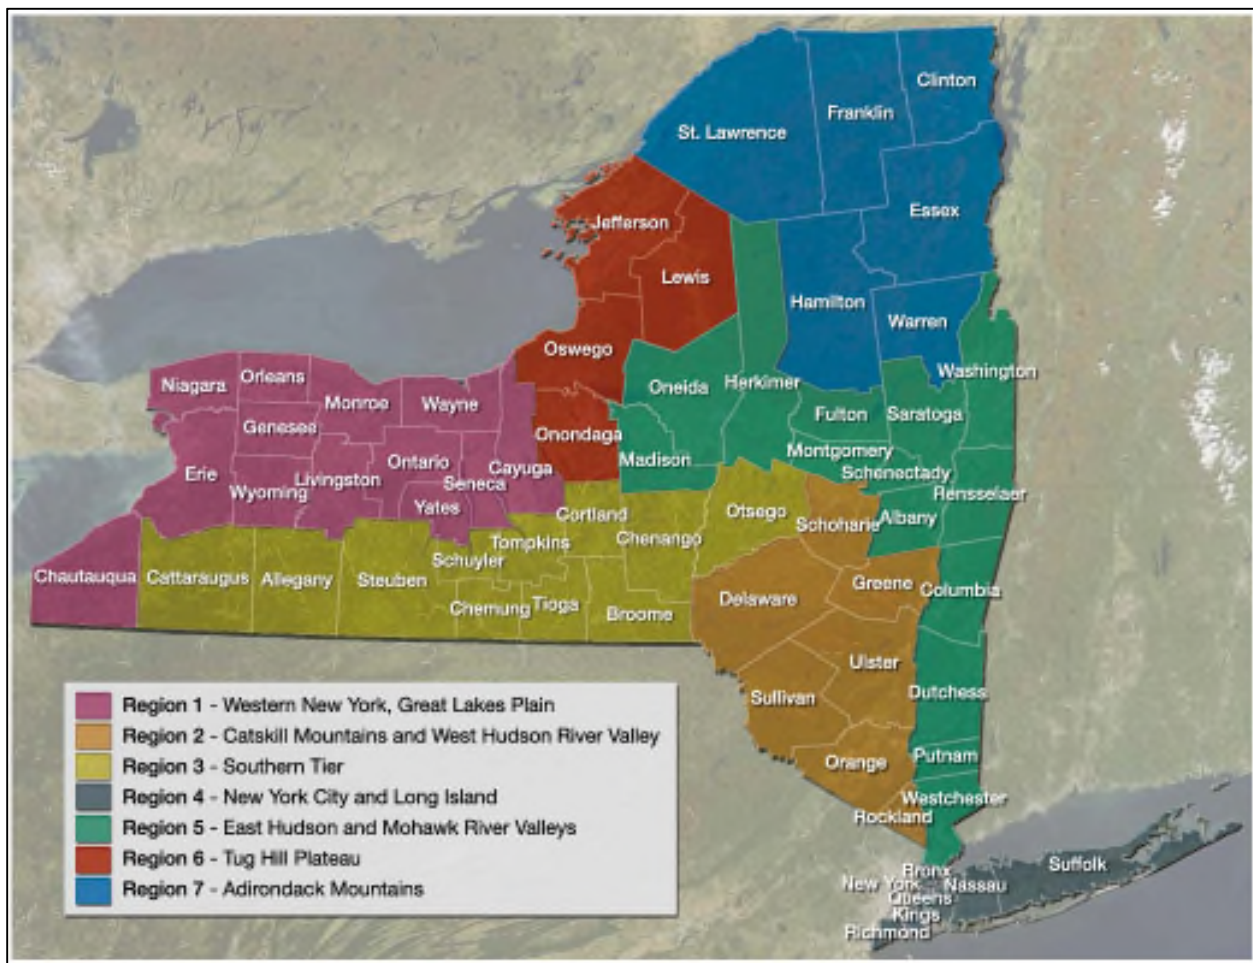 Clinton
Franklin
St. Lawrence
Essex
Jefferson
Lewis
Hamilton
Warren
Oswego
Washington
Niagara
Orleans
Oneida
Herkimer
Monroe
Wayne
Fulton
Saratoga
Genesee
Onondaga
Montgomery
Madison
Ontario
Cayuga
Schenectady
Erie
Wyoming
Livingston
Seneca
Rensselaer
Yates
Otsego
Cortland
Schoharie
Albany
Chenango
Tompkins
Schuyler
Chautauqua
Cattaraugus
Allegany
Steuben
Greene
Columbia
Delaware
Chemung
Tioga
Broome
Ulster
Dutchess
Sullivan
Orange
Putnam
Westchester
Rockland
Suffolk
Bronx
New York
Nassau
Queens
Kings
Richmond
Region 1 - Western New York, Great Lakes Plain
Region 2 - Catskill Mountains and West Hudson River Valley
Region 3 - Southern Tier
Region 4 - New York City and Long Island
Region 5 - East Hudson and Mohawk River Valleys
Region 6 - Tug Hill Plateau
Region 7 - Adirondack Mountains